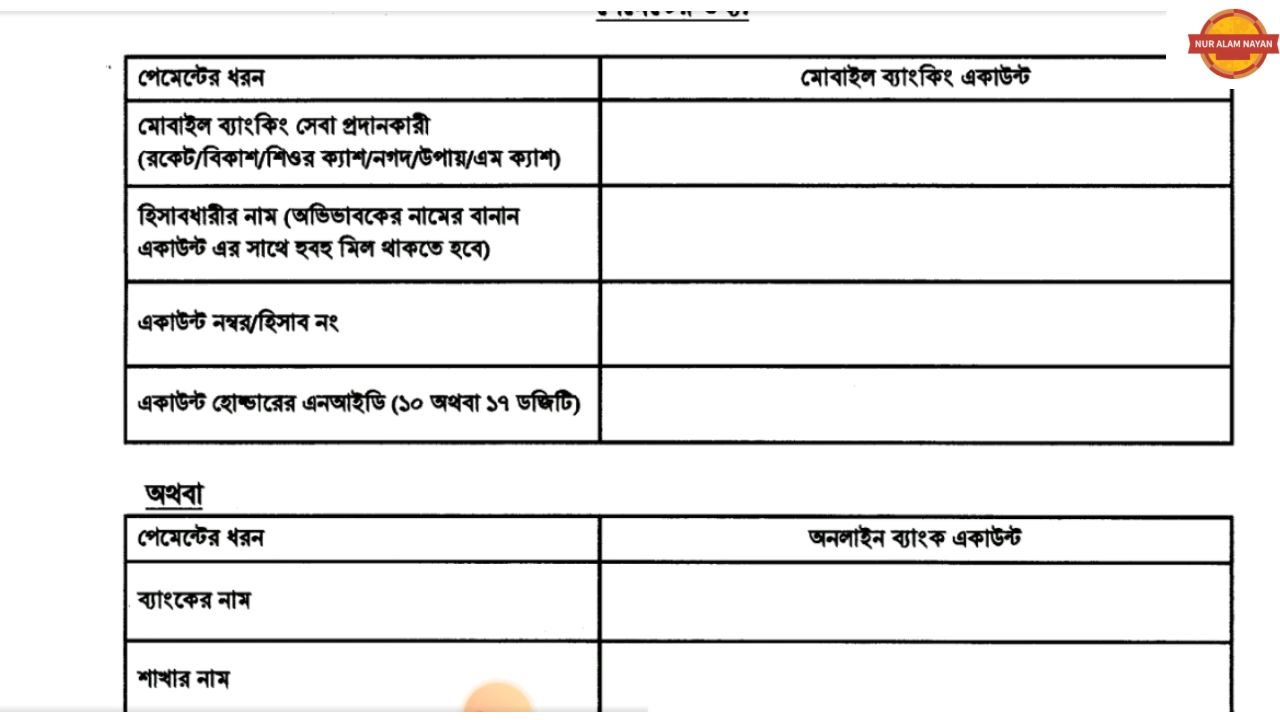 NUR ALAM NAYAN
পেমেন্টের ধরন
মোবাইল ব্যাংকিং একাউন্ট
মোবাইল ব্যাংকিং সেবা প্রদানকারী
(রকেট/বিকাশ/শিওর ক্যাশ/নগদ/উপায়/এম ক্যাশ)
হিসাবধারীর নাম (অভিভাবকের নামের বানান
একাউন্ট এর সাথে হুবহু মিল থাকতে হবে)
একাউন্ট নম্বর/হিসাব নং
একাউন্ট হোল্ডারের এনআইডি (১০ অথবা ১৭ ডজিটি)
অথবা
পেমেন্টের ধরন
অনলাইন ব্যাংক একাউন্ট
ব্যাংকের নাম
শাখার নাম